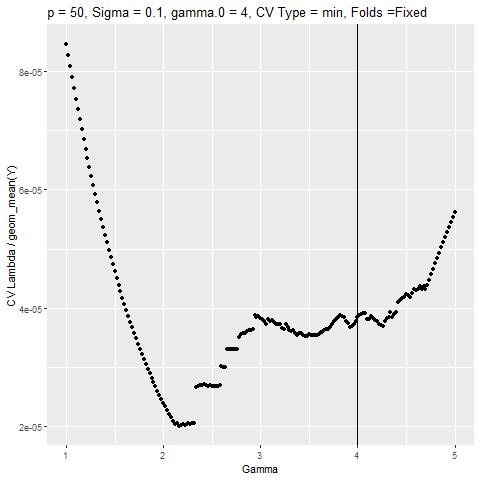 p = 50, Sigma = 0.1, gamma.0 = 4, CV Type = min, Folds =Fixed
CV Lambda / geom_mean(Y)
8e-05
6e-05
4e-05
2e-05
1
2
3
4
5
Gamma